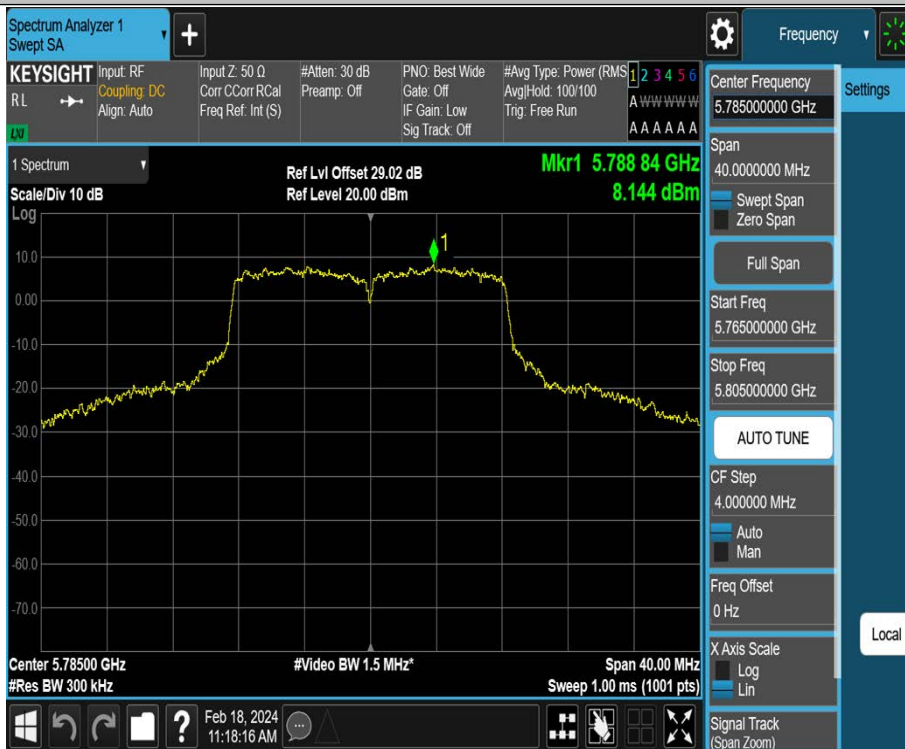 Spectrum Analyzer 1
Swept SA
+
Frequency
KEYSIGHT
R L
LXI
Input: RF
Coupling: DC
Align: Auto
Input Z: 50 Ω
Corr CCorr RCal
Freq Ref: Int (S)
#Atten: 30 dB
Preamp: Off
PNO: Best Wide
Gate: Off
IF Gain: Low
Sig Track: Off
#Avg Type: Power (RMS
Avg|Hold: 100/100
Trig: Free Run
1 2 3 4 5 6
A W W W W W
A A A A A A
1 Spectrum
Scale/Div 10 dB
Log
Ref Lvl Offset 29.02 dB
Ref Level 20.00 dBm
Mkr1 5.788 84 GHz
8.144 dBm
1
10.0
0.00
-10.0
-20.0
-30.0
-40.0
-50.0
-60.0
-70.0
Center 5.78500 GHz
#Res BW 300 kHz
#Video BW 1.5 MHz*
Span 40.00 MHz
Sweep 1.00 ms (1001 pts)
?
Feb 18, 2024
11:18:16 AM
Center Frequency
5.785000000 GHz
Span
40.0000000 MHz
Swept Span
Zero Span
Full Span
Start Freq
5.765000000 GHz
Stop Freq
5.805000000 GHz
AUTO TUNE
CF Step
4.000000 MHz
Auto
Man
Freq Offset
0 Hz
X Axis Scale
Log
Lin
Signal Track
(Span Zoom)
Settings
Local